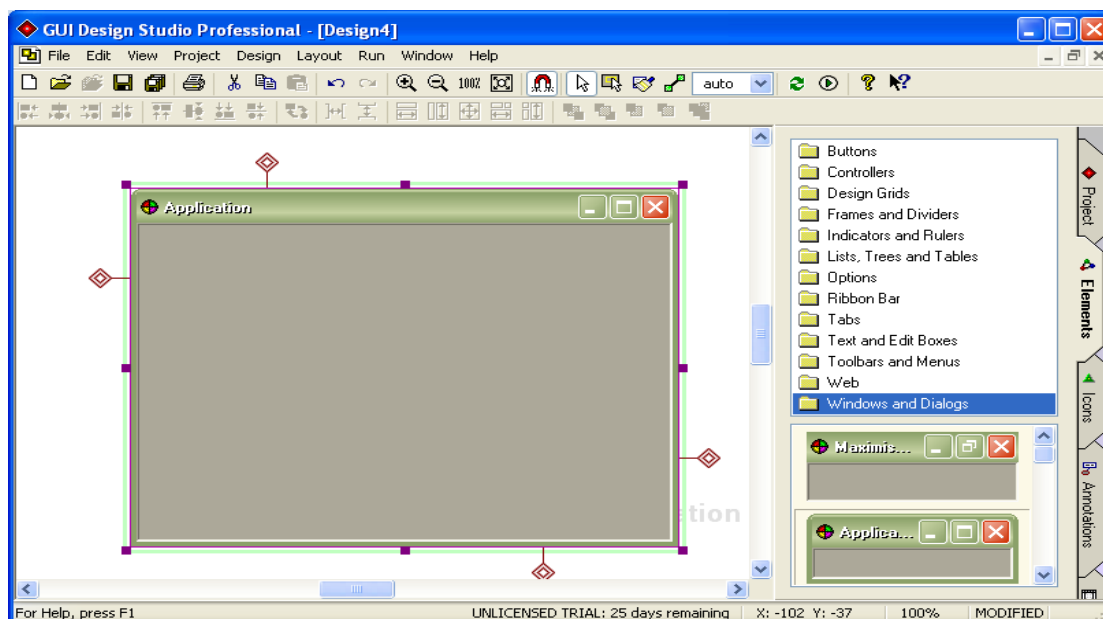 GUI Design Studio Professional - [Design4]
File Edit View Project Design Layout Run Window Help
100% auto
Buttons
Controllers
Design Grids
Frames and Dividers
Indicators and Rulers
Lists, Trees and Tables
Options
Ribbon Bar
Tabs
Text and Edit Boxes
Toolbars and Menus
Web
Windows and Dialogs
Application
tion
Maximis...
Applica...
Project
Elements
Icons
Annotations
For Help, press F1
UNLICENSED TRIAL: 25 days remaining
X: -102 Y: -37
100%
MODIFIED